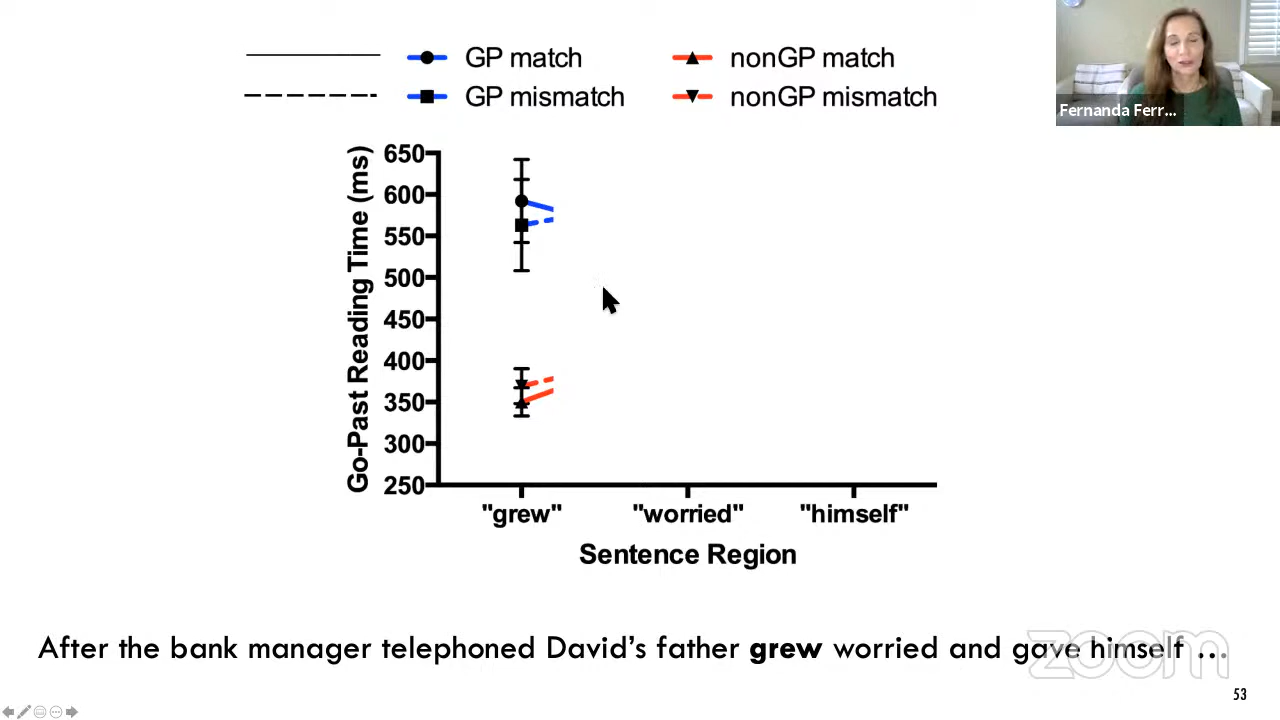 GP match
nonGP match
GP mismatch
nonGP mismatch
Fernanda Ferr...
Go-Past Reading Time (ms)
650
600
550
500
450
400
350
300
250
"grew"
"worried"
"himself"
Sentence Region
After the bank manager telephoned David's father grew worried and gave himself ...
zoom
53